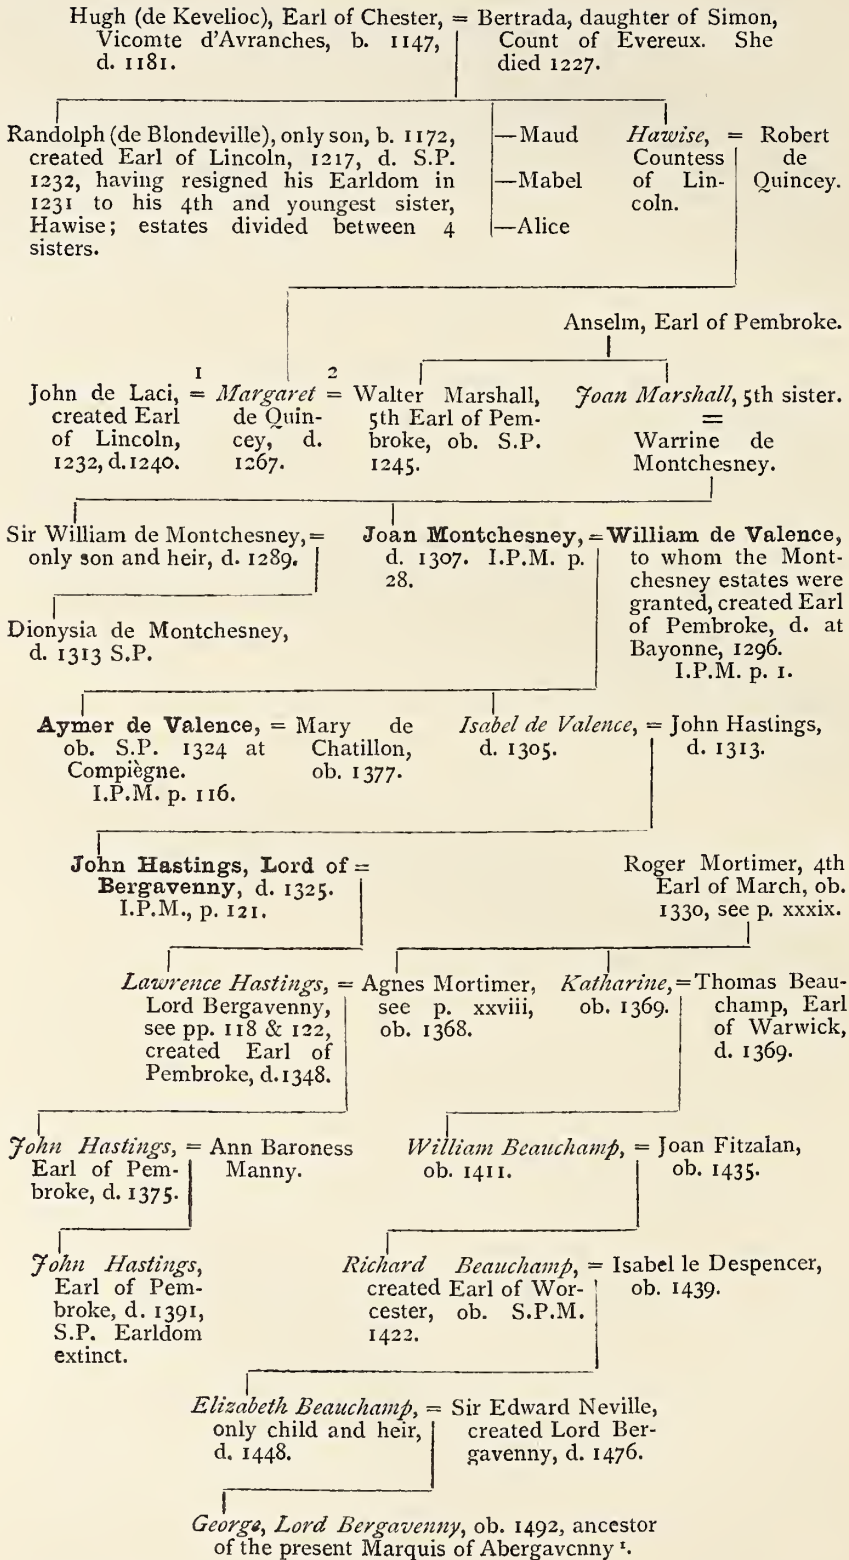 Hugh (de Kevelioc), Earl of Chester, =
Vicomte d'Avranches, b. 1147,
d. 1181.
Bertrada, daughter of Simon,
Count of Evereux. She
died 1227.
Randolph (de Blondeville), only son, b. 1172,
created Earl of Lincoln, 1217, d. S.P.
1232, having resigned his Earldom in
1231 to his 4th and youngest sister,
Hawise; estates divided between 4
sisters.
—Maud
—Mabel
—Alice
Hawise, =
Countess
of Lin-
coln.
Robert
de
Quincey.
Anselm, Earl of Pembroke.
John de Laci, =
created Earl
of Lincoln,
1232, d. 1240.
1
Margaret
de Quin-
cey, d.
1267.
2
= Walter Marshall,
5th Earl of Pem-
broke, ob. S.P.
1245.
Joan Marshall, 5th sister.
=
Warrine de
Montchesney.
Sir William de Montchesney, =
only son and heir, d. 1289.
Joan Montchesney, =
d. 1307. I.P.M. p.
28.
William de Valence,
to whom the Mont-
chesney estates were
granted, created Earl
of Pembroke, d. at
Bayonne, 1296.
I.P.M. p. 1.
Dionysia de Montchesney,
d. 1313 S.P.
Aymer de Valence, =
ob. S.P. 1324 at
Compiègne.
I.P.M. p. 116.
Mary de
Chatillon,
ob. 1377.
Isabel de Valence, =
d. 1305.
John Hastings,
d. 1313.
John Hastings, Lord of =
Bergavenny, d. 1325.
I.P.M., p. 121.
Roger Mortimer, 4th
Earl of March, ob.
1330, see p. xxxix.
Lawrence Hastings, =
Lord Bergavenny,
see pp. 118 & 122,
created Earl of
Pembroke, d. 1348.
Agnes Mortimer,
see p. xxviii,
ob. 1368.
Katharine, =
ob. 1369.
Thomas Beau-
champ, Earl
of Warwick,
d. 1369.
John Hastings, =
Earl of Pem-
broke, d. 1375.
Ann Baroness
Manny.
William Beauchamp, =
ob. 1411.
Joan Fitzalan,
ob. 1435.
John Hastings,
Earl of Pem-
broke, d. 1391,
S.P. Earldom
extinct.
Richard Beauchamp, =
created Earl of Wor-
cester, ob. S.P.M.
1422.
Isabel le Despencer,
ob. 1439.
Elizabeth Beauchamp, =
only child and heir,
d. 1448.
Sir Edward Neville,
created Lord Ber-
gavenny, d. 1476.
George, Lord Bergavenny, ob. 1492, ancestor
of the present Marquis of Abergavenny ¹.